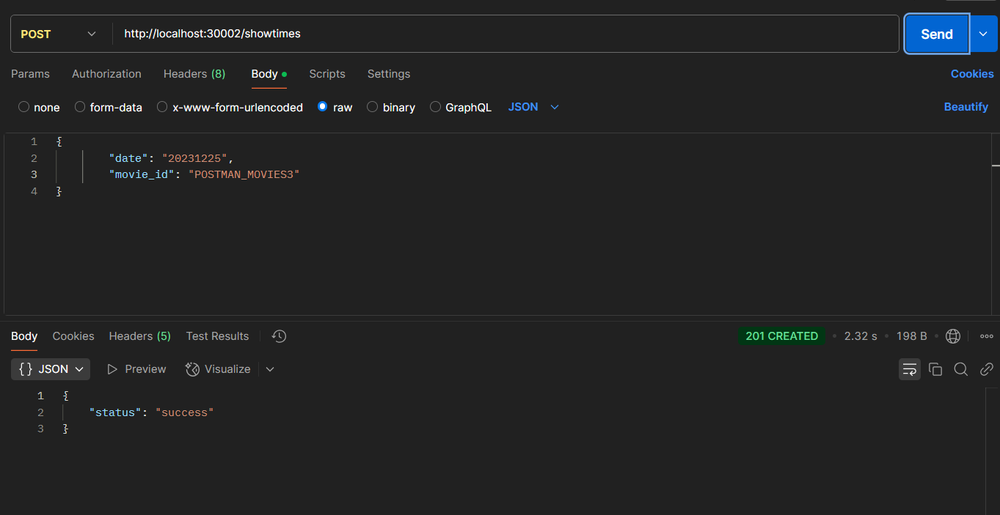 POST http://localhost:30002/showtimes Send
Params Authorization Headers (8) Body Scripts Settings Cookies
none form-data x-www-form-urlencoded raw binary GraphQL JSON Beautify
1 {
2 "date": "20231225",
3 "movie_id": "POSTMAN_MOVIES3"
4 }
Body Cookies Headers (5) Test Results 201 CREATED • 2.32 s • 198 B •
{} JSON Preview Visualize
1 {
2 "status": "success"
3 }